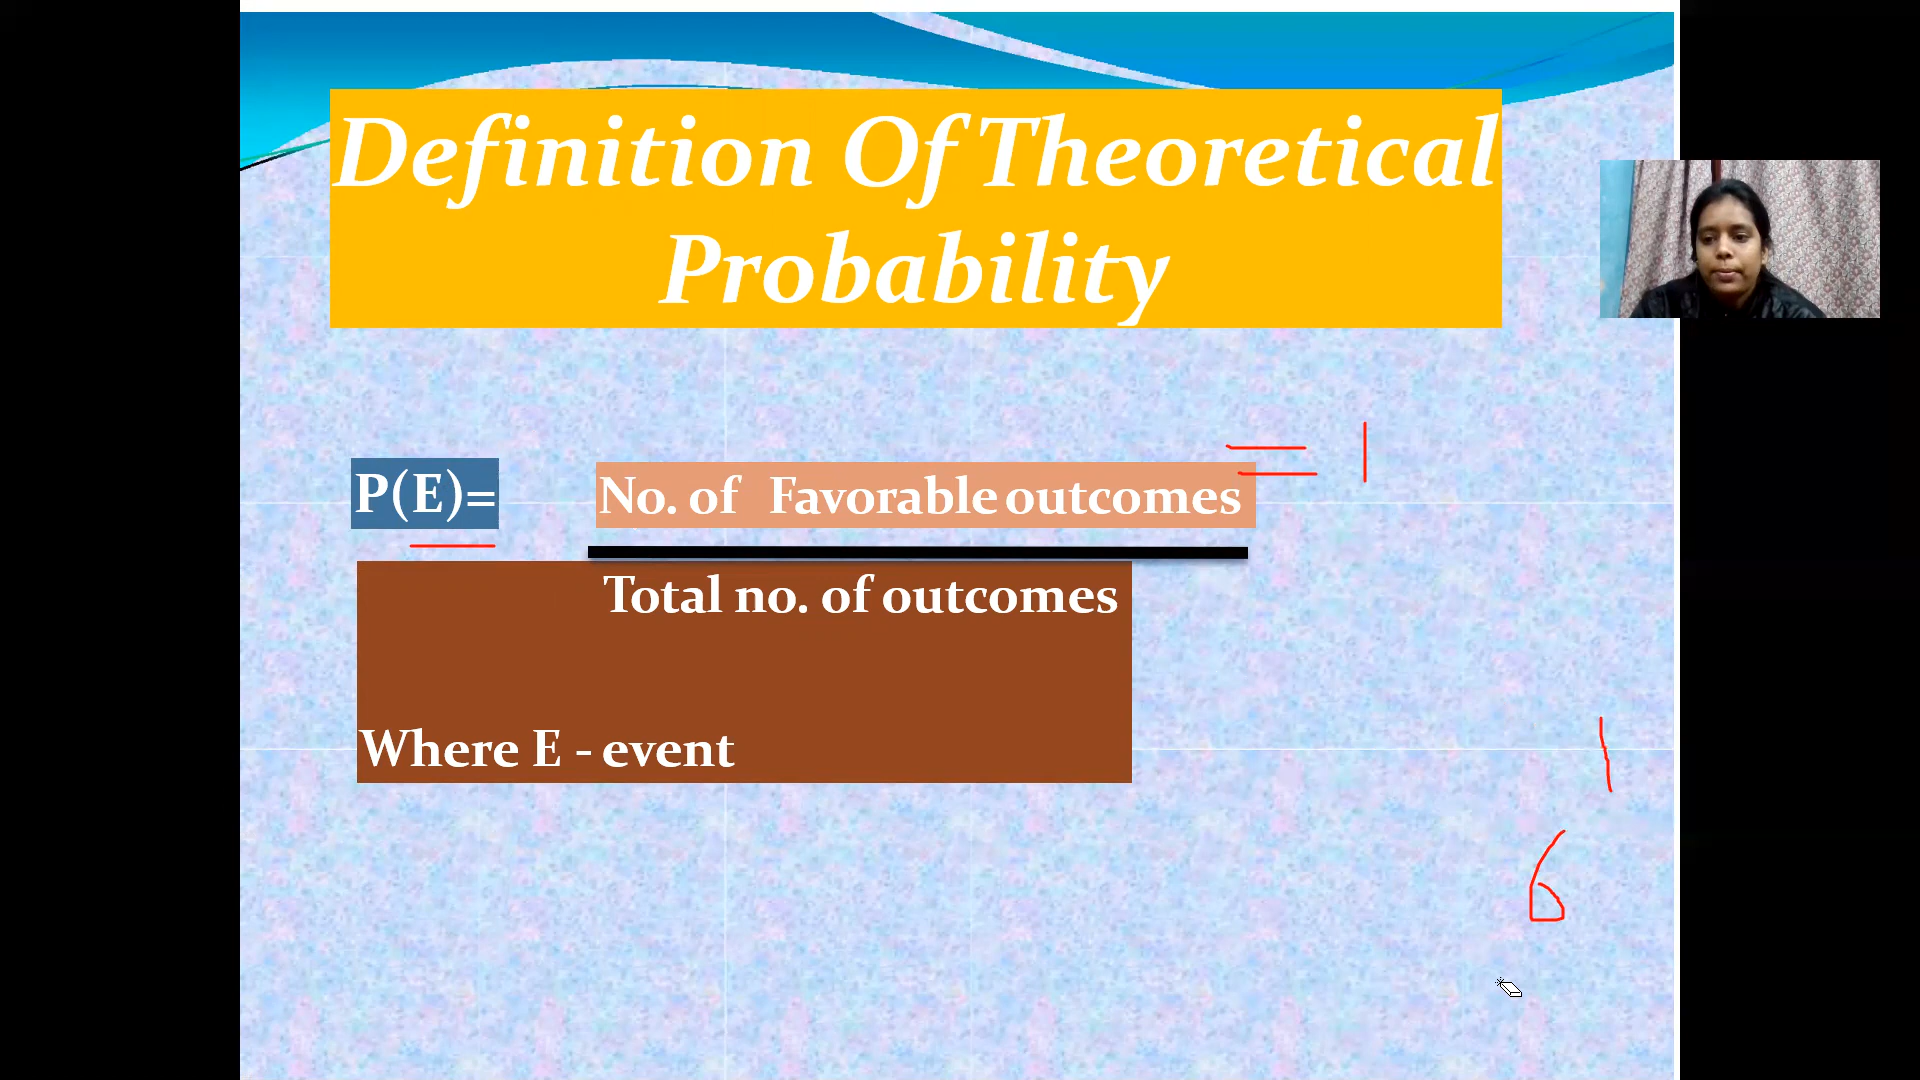 Definition Of Theoretical
Probability
= 1
P(E)= No. of Favorable outcomes
Total no. of outcomes
Where E - event
1
6